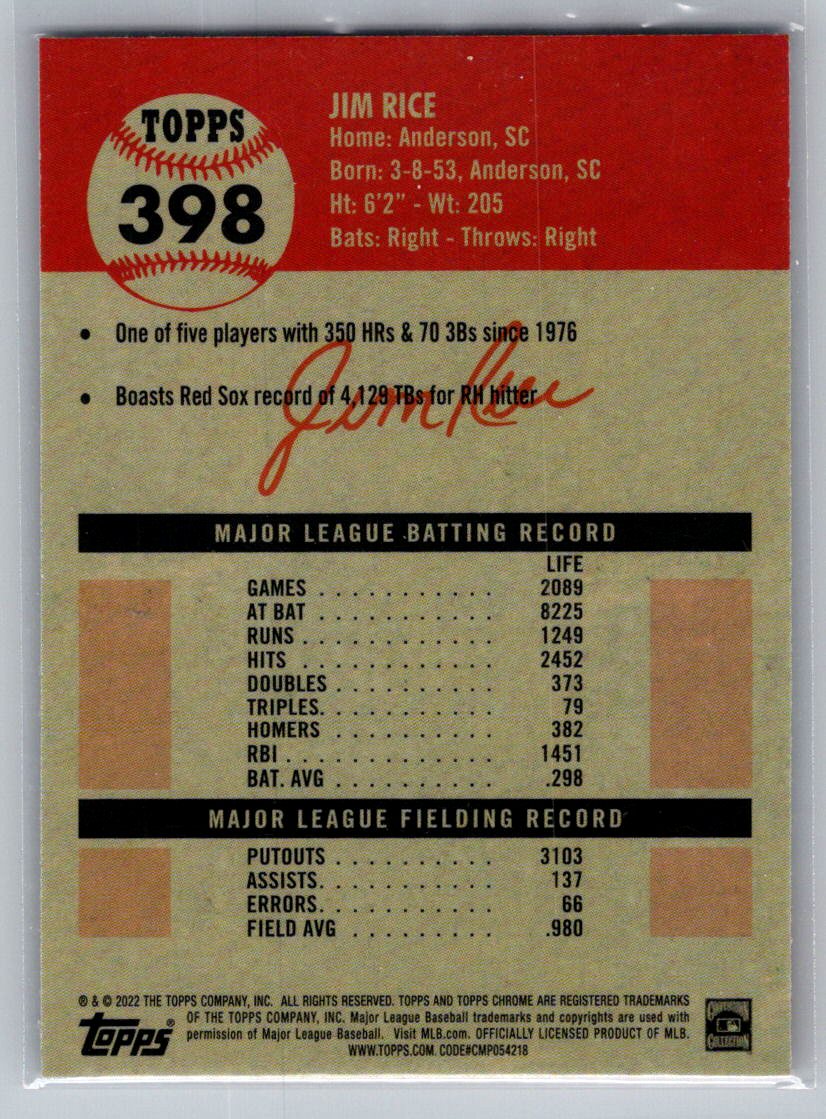 TOPPS
398
JIM RICE
Home: Anderson, SC
Born: 3-8-53, Anderson, SC
Ht: 6'2" - Wt: 205
Bats: Right - Throws: Right
• One of five players with 350 HRs & 70 3Bs since 1976
• Boasts Red Sox record of 4,129 TBs for RH hitter
Jim Rice
MAJOR LEAGUE BATTING RECORD
LIFE
GAMES . . . . . . . . . . . 2089
AT BAT . . . . . . . . . . . 8225
RUNS . . . . . . . . . . . . 1249
HITS . . . . . . . . . . . . 2452
DOUBLES . . . . . . . . . . 373
TRIPLES. . . . . . . . . . . 79
HOMERS . . . . . . . . . . 382
RBI . . . . . . . . . . . . . 1451
BAT. AVG . . . . . . . . . . .298
MAJOR LEAGUE FIELDING RECORD
PUTOUTS . . . . . . . . . . 3103
ASSISTS. . . . . . . . . . . 137
ERRORS. . . . . . . . . . . 66
FIELD AVG . . . . . . . . . .980
® & © 2022 THE TOPPS COMPANY, INC. ALL RIGHTS RESERVED. TOPPS AND TOPPS CHROME ARE REGISTERED TRADEMARKS
OF THE TOPPS COMPANY, INC. Major League Baseball trademarks and copyrights are used with
permission of Major League Baseball. Visit MLB.com. OFFICIALLY LICENSED PRODUCT OF MLB.
WWW.TOPPS.COM. CODE#CMP054218
TOPPS®
COOPERSTOWN
COLLECTION